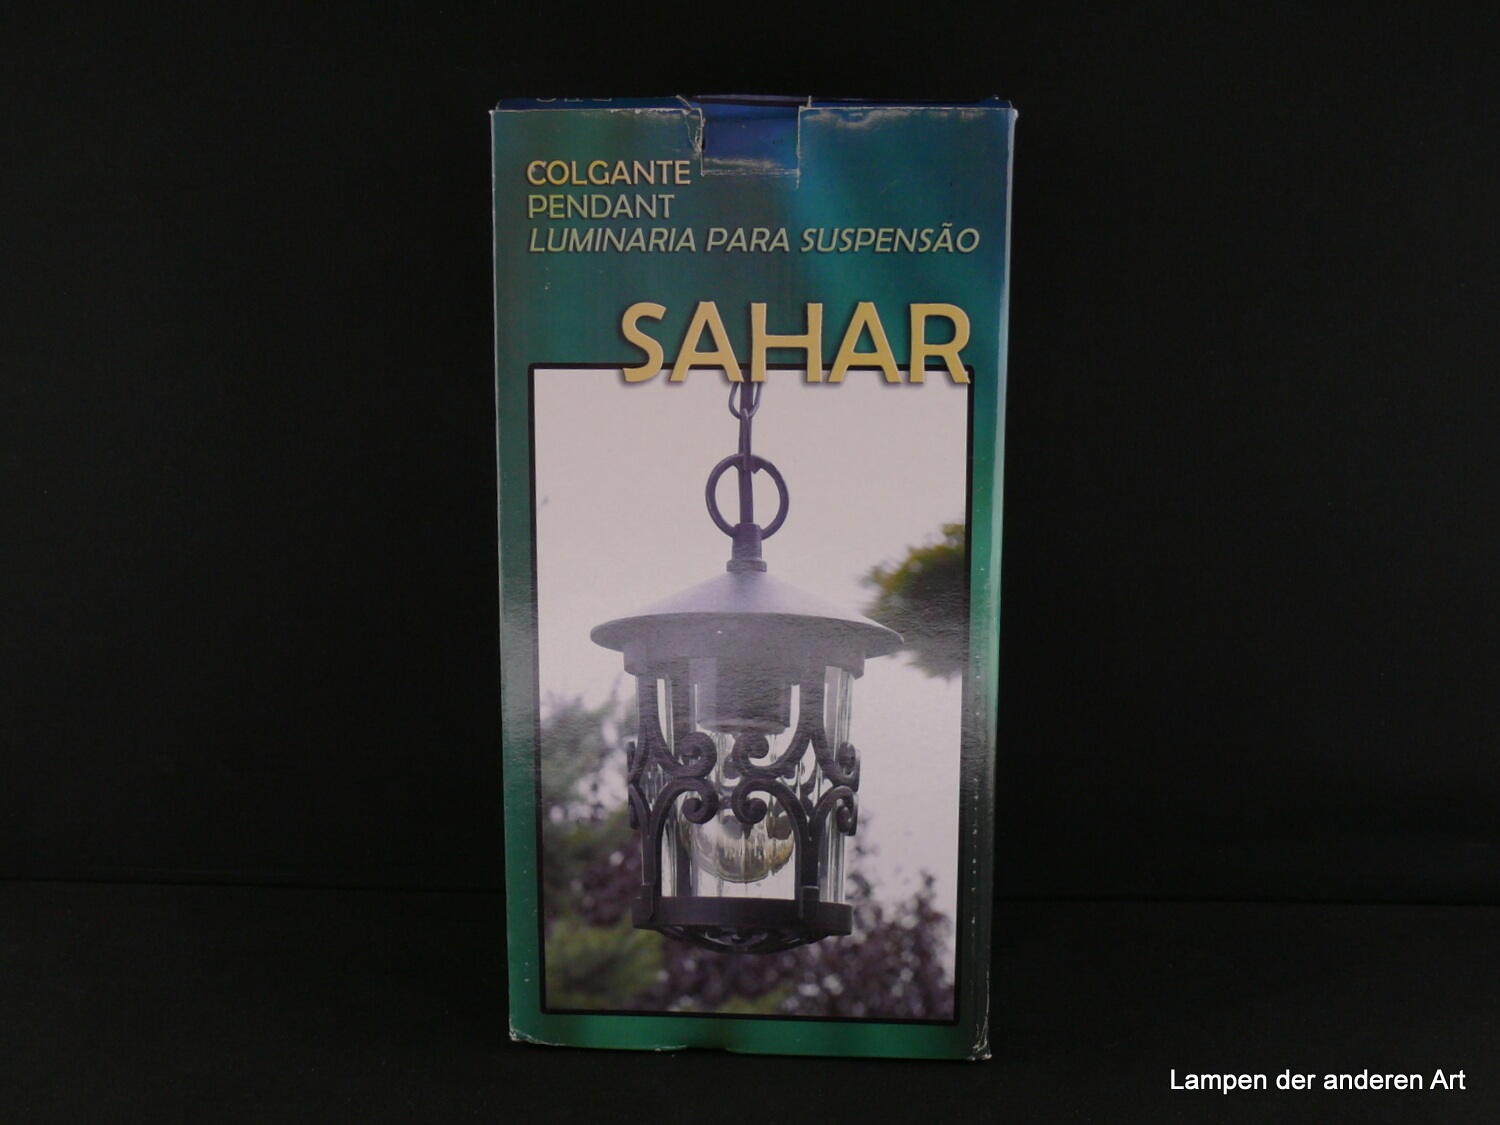 COLGANTE
PENDANT
LUMINARIA PARA SUSPENSÃO
SAHAR
Lampen der anderen Art